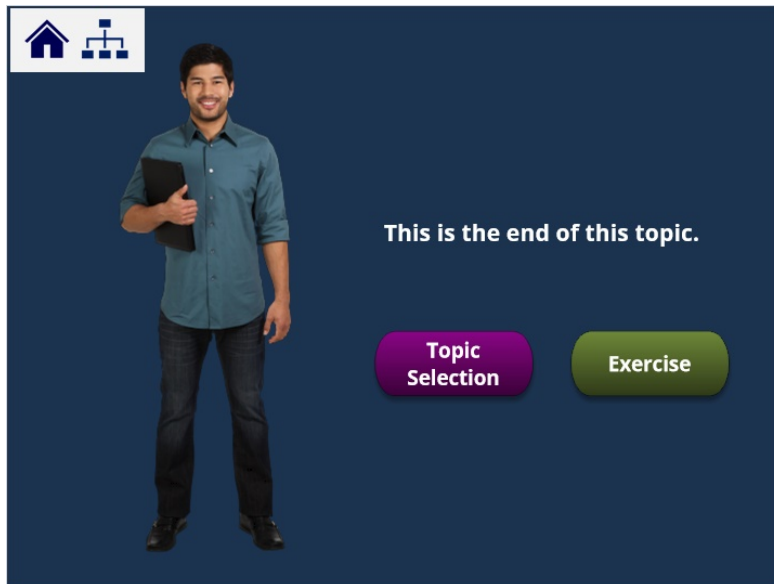 This is the end of this topic.
Topic
Selection
Exercise